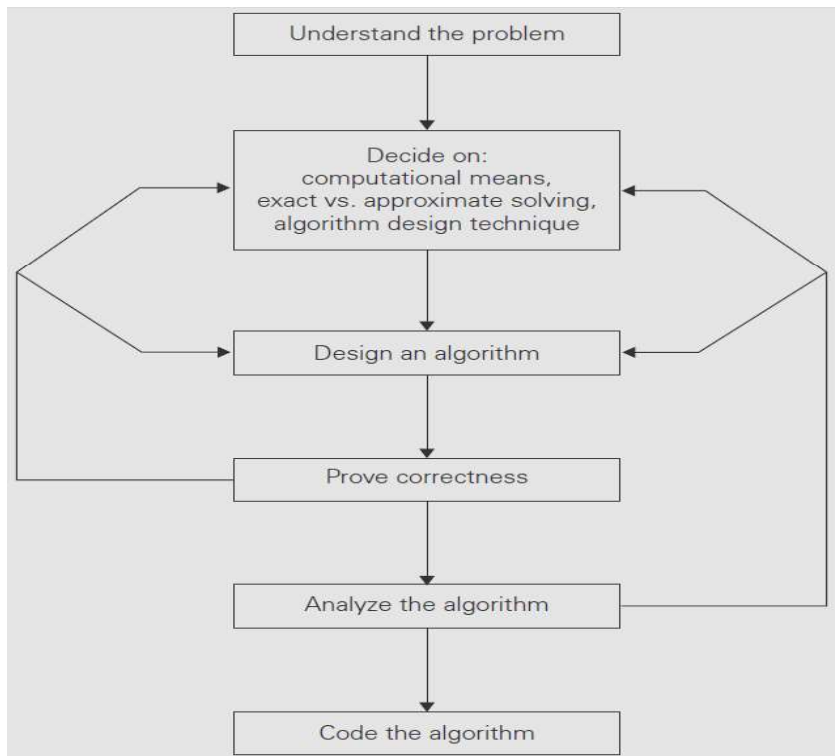 Understand the problem
Decide on:
computational means,
exact vs. approximate solving,
algorithm design technique
Design an algorithm
Prove correctness
Analyze the algorithm
Code the algorithm